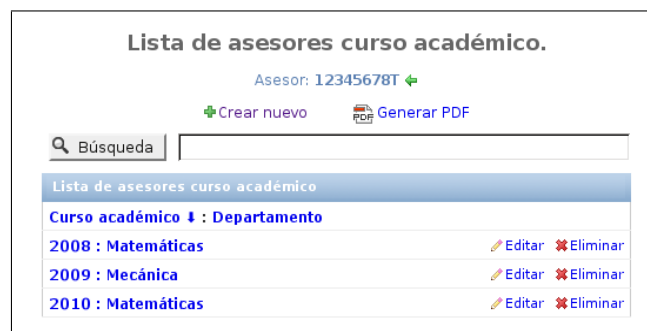 Lista de asesores curso académico.
Asesor: 12345678T
Crear nuevo PDF Generar PDF
Búsqueda
Lista de asesores curso académico
Curso académico : Departamento
2008 : Matemáticas Editar Eliminar
2009 : Mecánica Editar Eliminar
2010 : Matemáticas Editar Eliminar